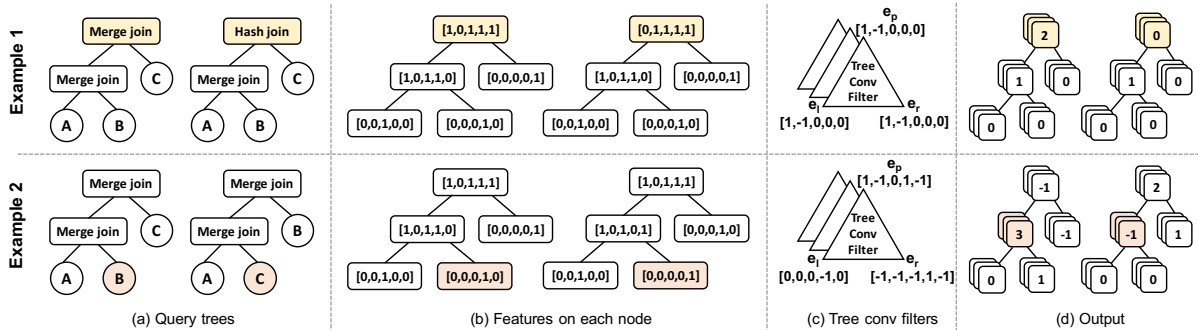 Example 1
Merge join
Hash join
Merge join
C
Merge join
C
A
B
A
B
[1,0,1,1,1]
[0,1,1,1,1]
[1,0,1,1,0]
[0,0,0,0,1]
[1,0,1,1,0]
[0,0,0,0,1]
[0,0,1,0,0]
[0,0,0,1,0]
[0,0,1,0,0]
[0,0,0,1,0]
e_p
[1,-1,0,0,0]
Tree
Conv
Filter
e_l
e_r
[1,-1,0,0,0]
[1,-1,0,0,0]
2
0
1
0
1
0
0
0
0
0
Example 2
Merge join
Merge join
Merge join
C
Merge join
B
A
B
A
C
[1,0,1,1,1]
[1,0,1,1,1]
[1,0,1,1,0]
[0,0,0,0,1]
[1,0,1,0,1]
[0,0,0,1,0]
[0,0,1,0,0]
[0,0,0,1,0]
[0,0,1,0,0]
[0,0,0,0,1]
e_p
[1,-1,0,1,-1]
Tree
Conv
Filter
e_l
e_r
[0,0,0,-1,0]
[-1,-1,-1,1,-1]
-1
2
3
-1
-1
1
0
1
0
0
(a) Query trees
(b) Features on each node
(c) Tree conv filters
(d) Output